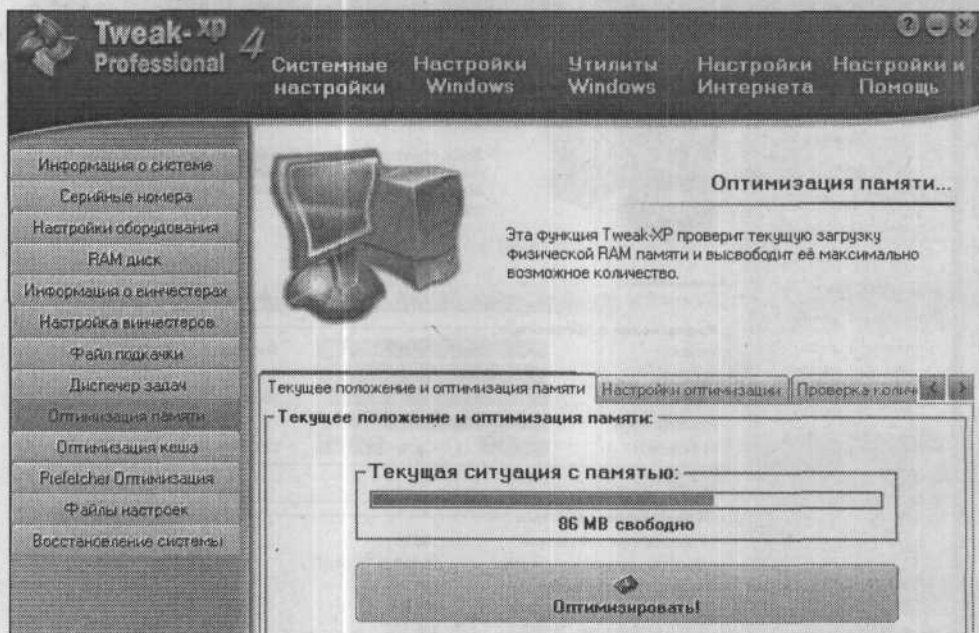 Tweak-XP
Professional 4
Системные
настройки
Настройки
Windows
Утилиты
Windows
Настройки
Интернета
Настройки и
Помощь
Информация о системе
Серийные номера
Настройки оборудования
RAM диск
Информация о винчестерах
Настройка винчестеров
Файл подкачки
Диспечер задач
Оптимизация памяти
Оптимизация кеша
Prefetcher Оптимизация
Файлы настроек
Восстановление системы
Оптимизация памяти...
Эта функция Tweak-XP проверит текущую загрузку
физической RAM памяти и высвободит её максимально
возможное количество.
Текущее положение и оптимизация памяти
Настройки оптимизации
Проверка колич
Текущее положение и оптимизация памяти:
Текущая ситуация с памятью:
86 MB свободно
Оптимизировать!